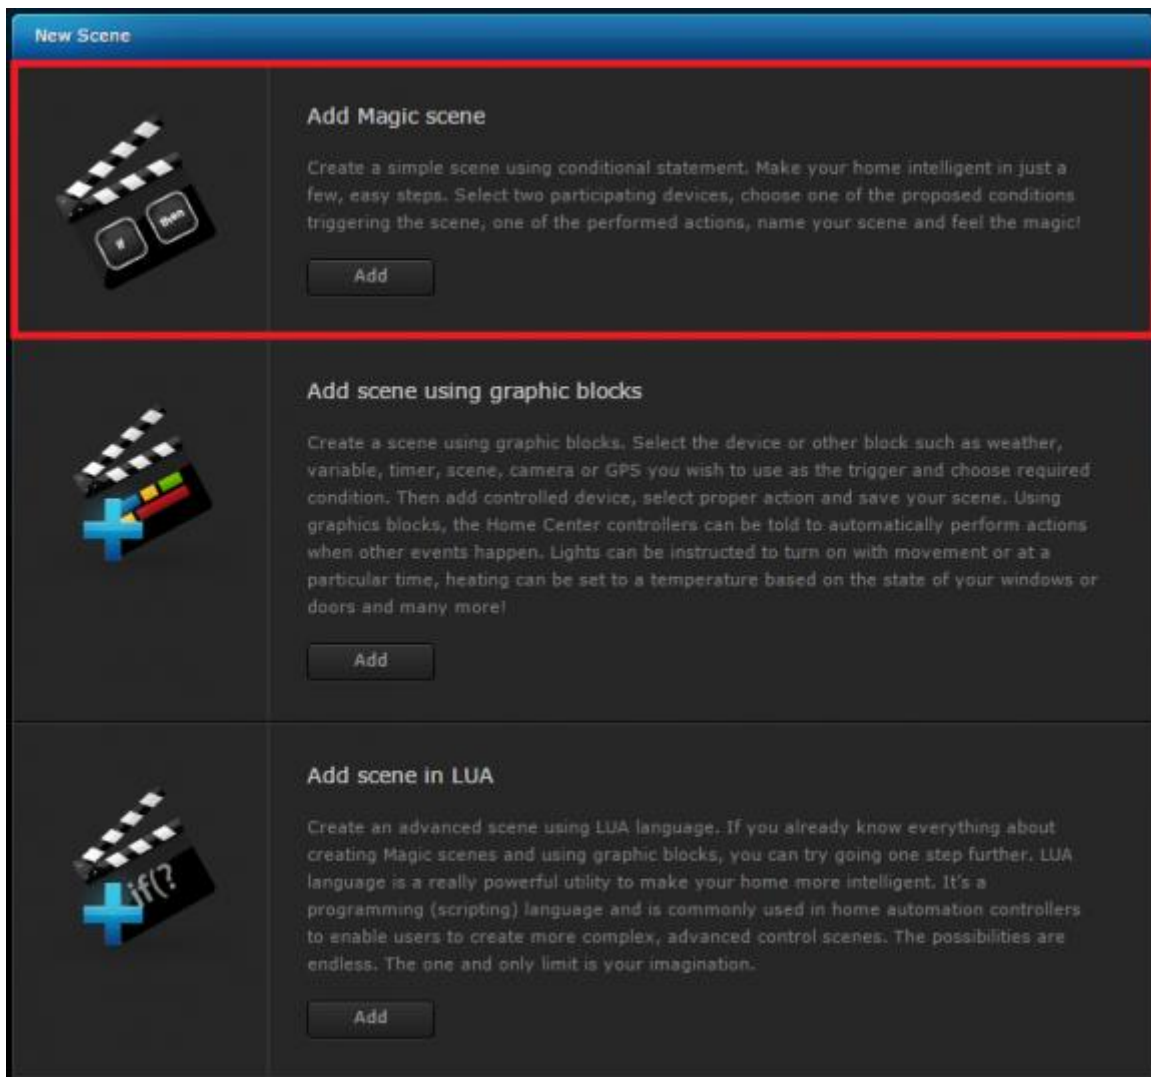 New Scene
Add Magic scene
Create a simple scene using conditional statement. Make your home intelligent in just a
few, easy steps. Select two participating devices, choose one of the proposed conditions
triggering the scene, one of the performed actions, name your scene and feel the magic!
if
then
Add
Add scene using graphic blocks
Create a scene using graphic blocks. Select the device or other block such as weather,
variable, timer, scene, camera or GPS you wish to use as the trigger and choose required
condition. Then add controlled device, select proper action and save your scene. Using
graphics blocks, the Home Center controllers can be told to automatically perform actions
when other events happen. Lights can be instructed to turn on with movement or at a
particular time, heating can be set to a temperature based on the state of your windows or
doors and many more!
Add
Add scene in LUA
Create an advanced scene using LUA language. If you already know everything about
creating Magic scenes and using graphic blocks, you can try going one step further. LUA
language is a really powerful utility to make your home more intelligent. It's a
programming (scripting) language and is commonly used in home automation controllers
to enable users to create more complex, advanced control scenes. The possibilities are
endless. The one and only limit is your imagination.
if(?
Add